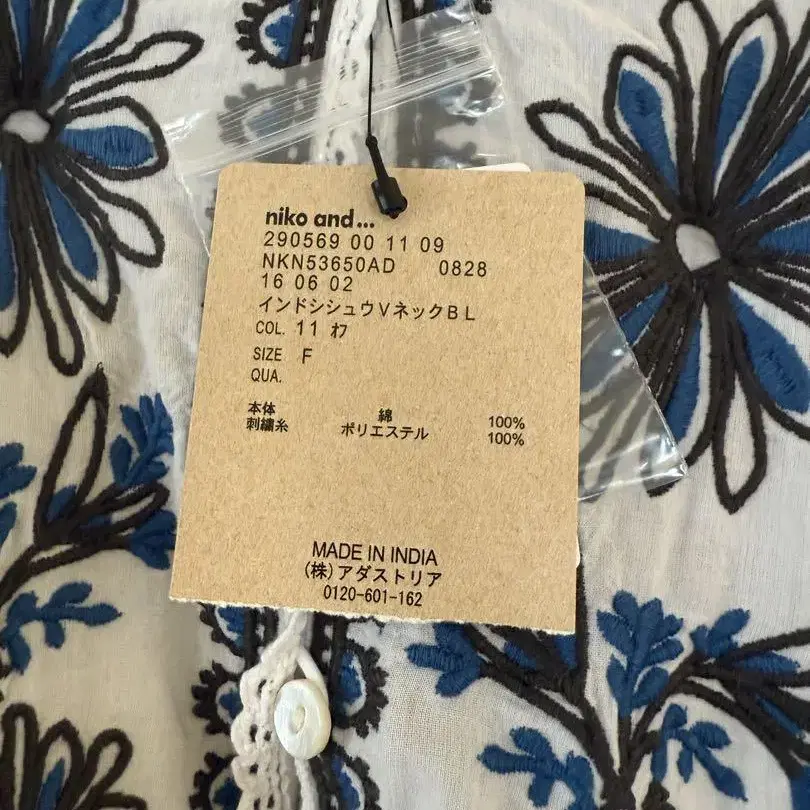 niko and...
290569 00 11 09
NKN53650AD 0828
16 06 02
インドシシュウVネックBL
COL. 11 オフ
SIZE F
QUA.
本体 綿 100%
刺繍糸 ポリエステル 100%
MADE IN INDIA
(株)アダストリア
0120-601-162